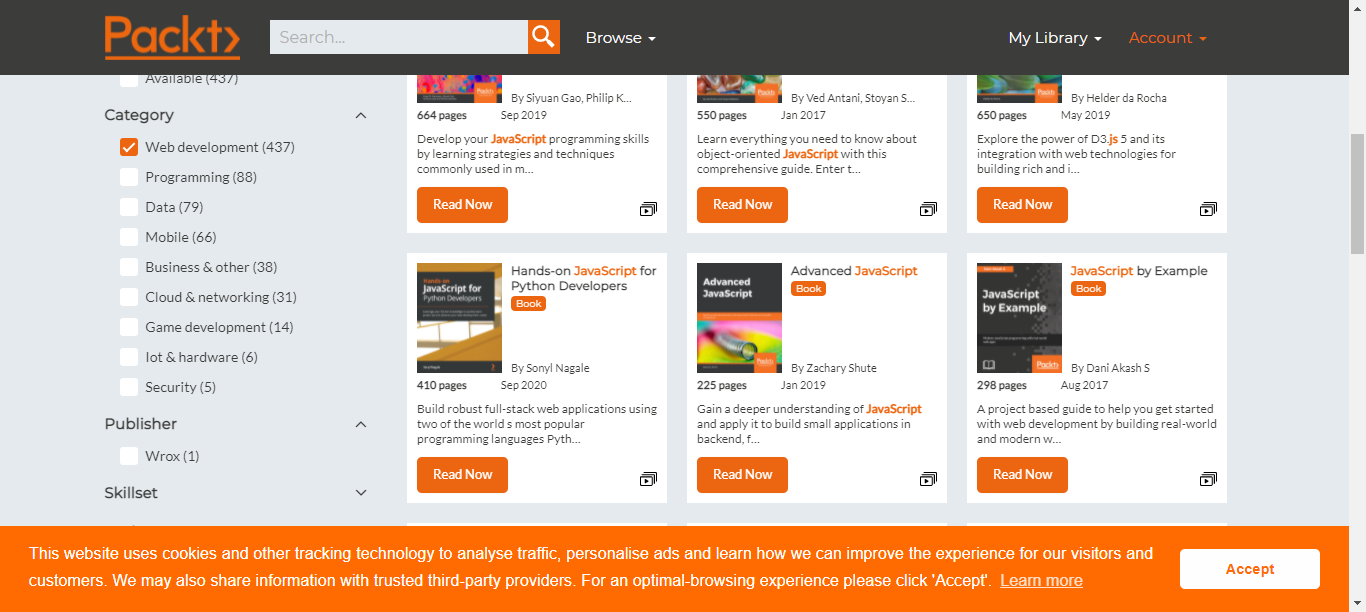 Packt>
Search...
Browse
My Library
Account
Available (437)
Category
Web development (437)
Programming (88)
Data (79)
Mobile (66)
Business & other (38)
Cloud & networking (31)
Game development (14)
Iot & hardware (6)
Security (5)
Publisher
Wrox (1)
Skillset
Packt>
By Siyuan Gao, Philip K...
664 pages
Sep 2019
Develop your JavaScript programming skills
by learning strategies and techniques
commonly used in m...
Read Now
Packt>
By Ved Antani, Stoyan S...
550 pages
Jan 2017
Learn everything you need to know about
object-oriented JavaScript with this
comprehensive guide. Enter t...
Read Now
Packt>
By Helder da Rocha
650 pages
May 2019
Explore the power of D3.js 5 and its
integration with web technologies for
building rich and i...
Read Now
Hands-on
JavaScript for
Python Developers
Hands-on JavaScript for
Python Developers
Book
By Sonyl Nagale
410 pages
Sep 2020
Build robust full-stack web applications using
two of the world s most popular
programming languages Pyth...
Read Now
Advanced
JavaScript
Packt>
Advanced JavaScript
Book
By Zachary Shute
225 pages
Jan 2019
Gain a deeper understanding of JavaScript
and apply it to build small applications in
backend, f...
Read Now
JavaScript
by Example
Packt>
JavaScript by Example
Book
By Dani Akash S
298 pages
Aug 2017
A project based guide to help you get started
with web development by building real-world
and modern w...
Read Now
This website uses cookies and other tracking technology to analyse traffic, personalise ads and learn how we can improve the experience for our visitors and
customers. We may also share information with trusted third-party providers. For an optimal-browsing experience please click 'Accept'. Learn more
Accept